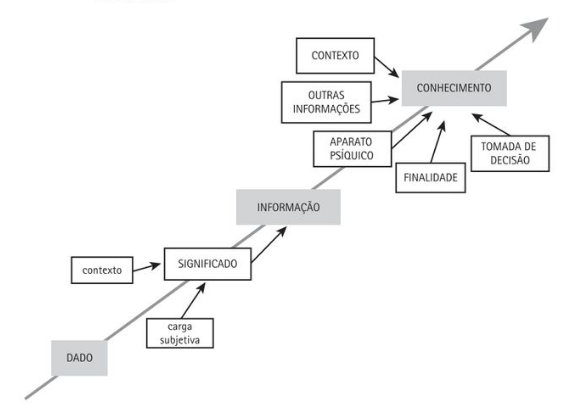 CONTEXTO
CONHECIMENTO
OUTRAS
INFORMAÇÕES
APARATO
PSÍQUICO
TOMADA DE
DECISÃO
FINALIDADE
INFORMAÇÃO
SIGNIFICADO
contexto
carga
subjetiva
DADO